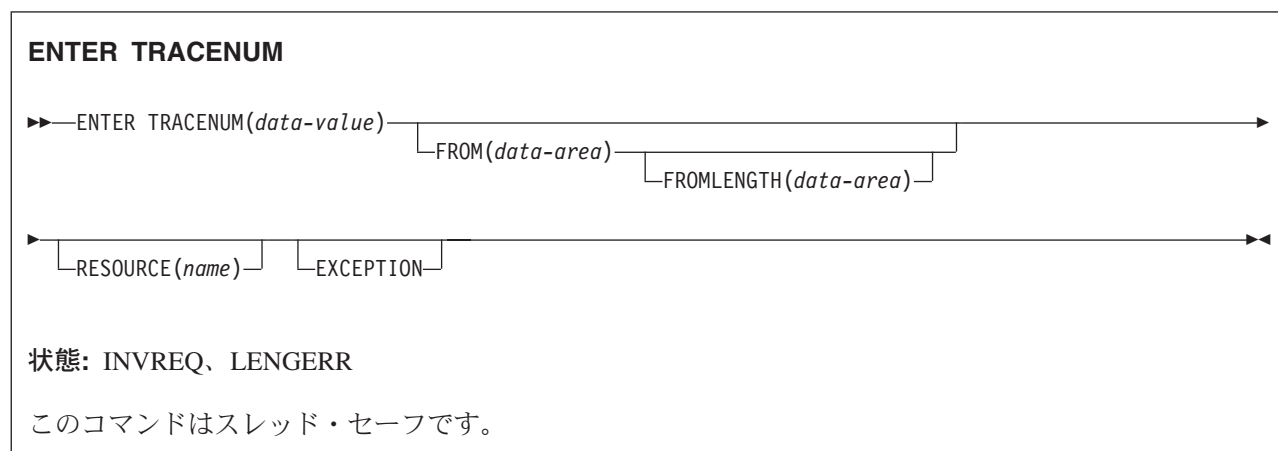 ENTER TRACENUM
ENTER TRACENUM(data-value)
FROM(data-area)
FROMLENGTH(data-area)
RESOURCE(name)
EXCEPTION
状態: INVREQ、LENGERR
このコマンドはスレッド・セーフです。